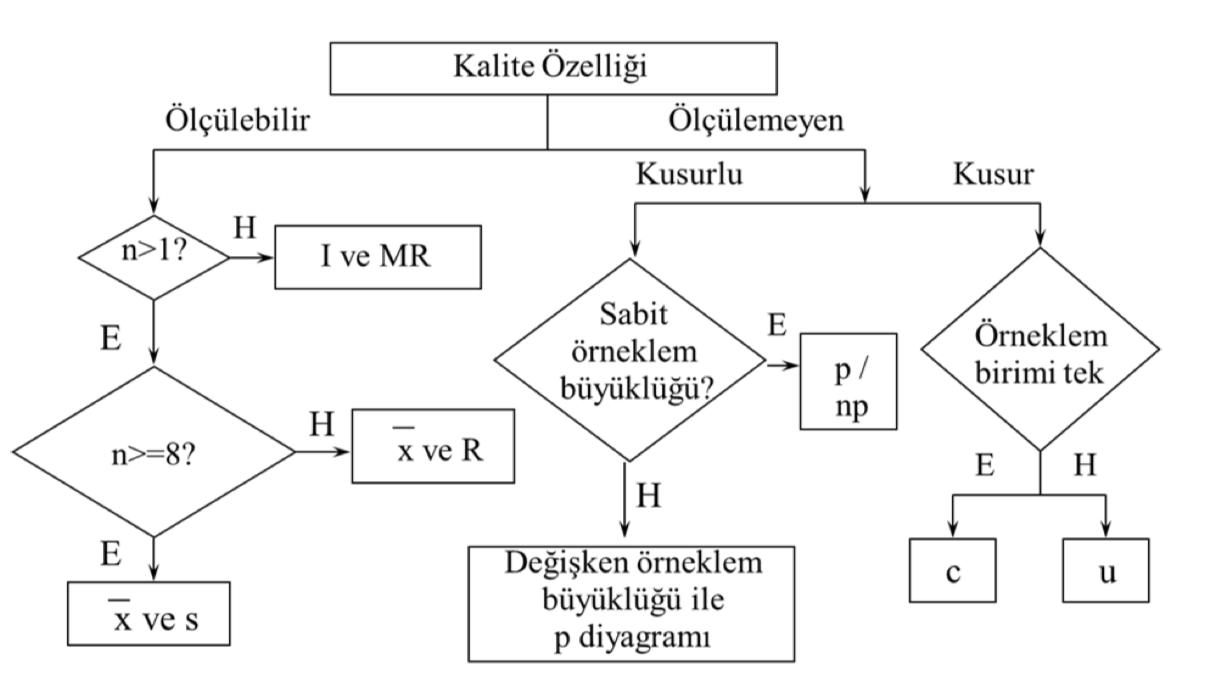 Kalite Özelliği
Ölçülebilir
Ölçülemeyen
Kusurlu
Kusur
n>1?
H
I ve MR
E
n>=8?
H
x̅ ve R
E
x̅ ve s
Sabit
örneklem
büyüklüğü?
E
p /
np
H
Değişken örneklem
büyüklüğü ile
p diyagramı
Örneklem
birimi tek
E
H
c
u